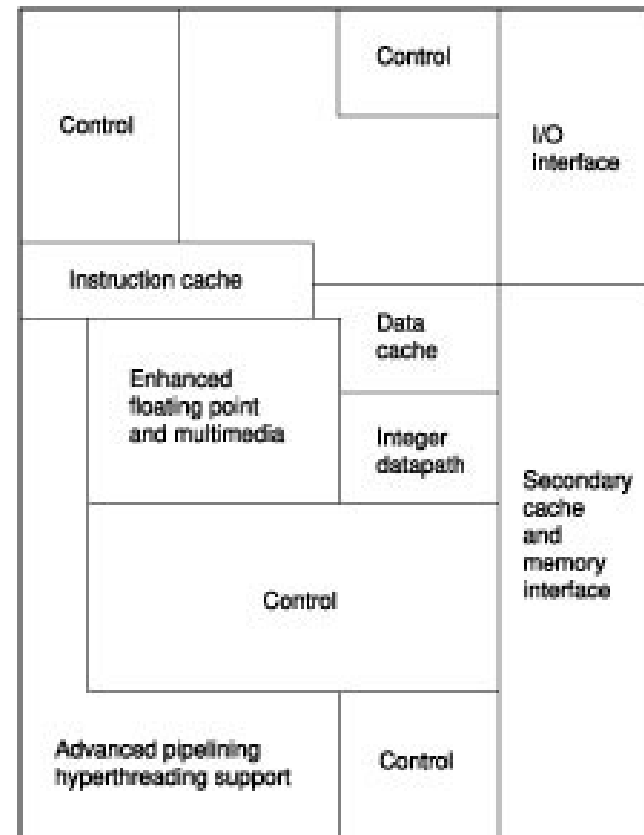 Control
Control
I/O
interface
Instruction cache
Data
cache
Enhanced
floating point
and multimedia
Integer
datapath
Secondary
cache
and
memory
interface
Control
Advanced pipelining
hyperthreading support
Control